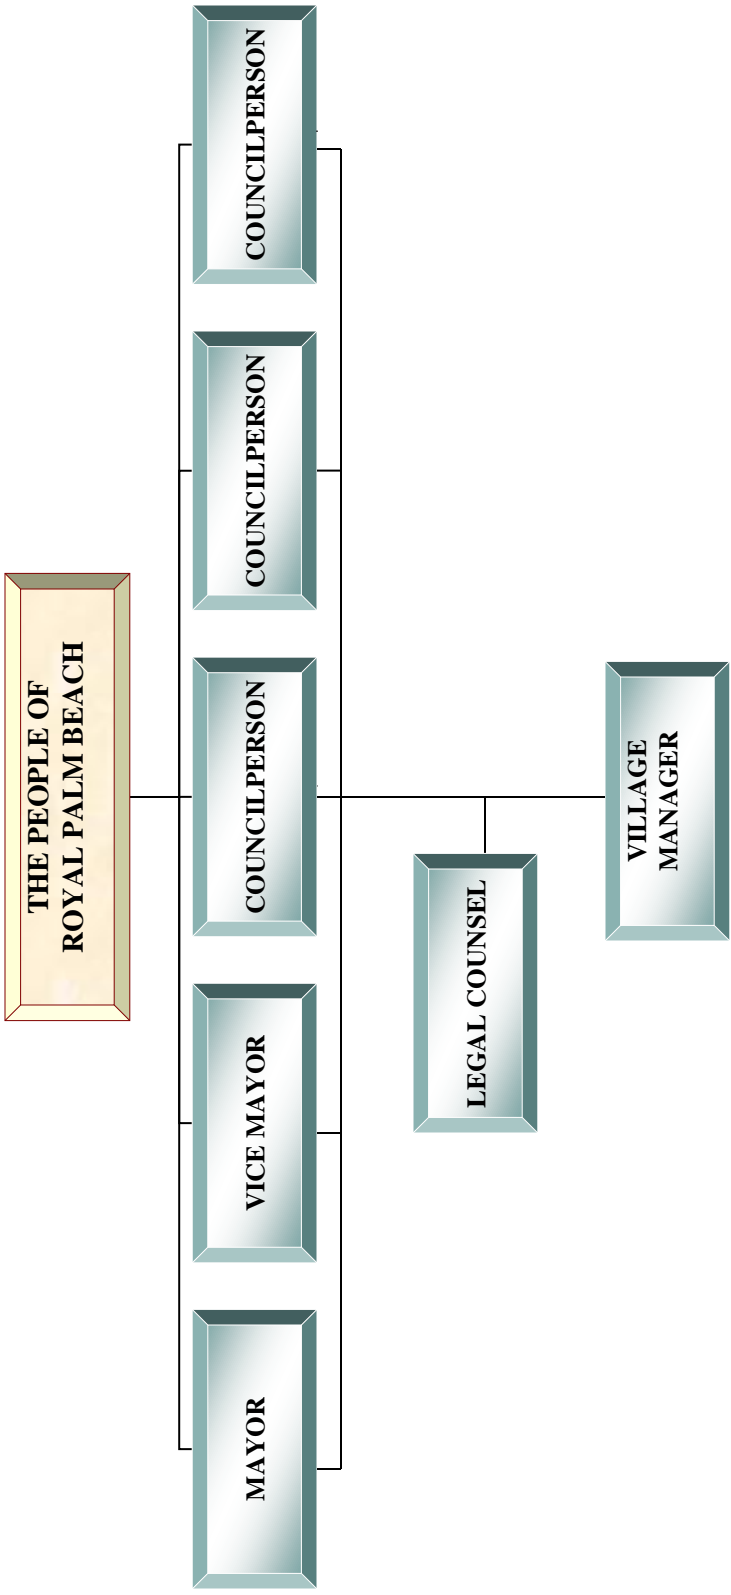 THE PEOPLE OF
ROYAL PALM BEACH
MAYOR
VICE MAYOR
COUNCILPERSON
COUNCILPERSON
COUNCILPERSON
LEGAL COUNSEL
VILLAGE
MANAGER